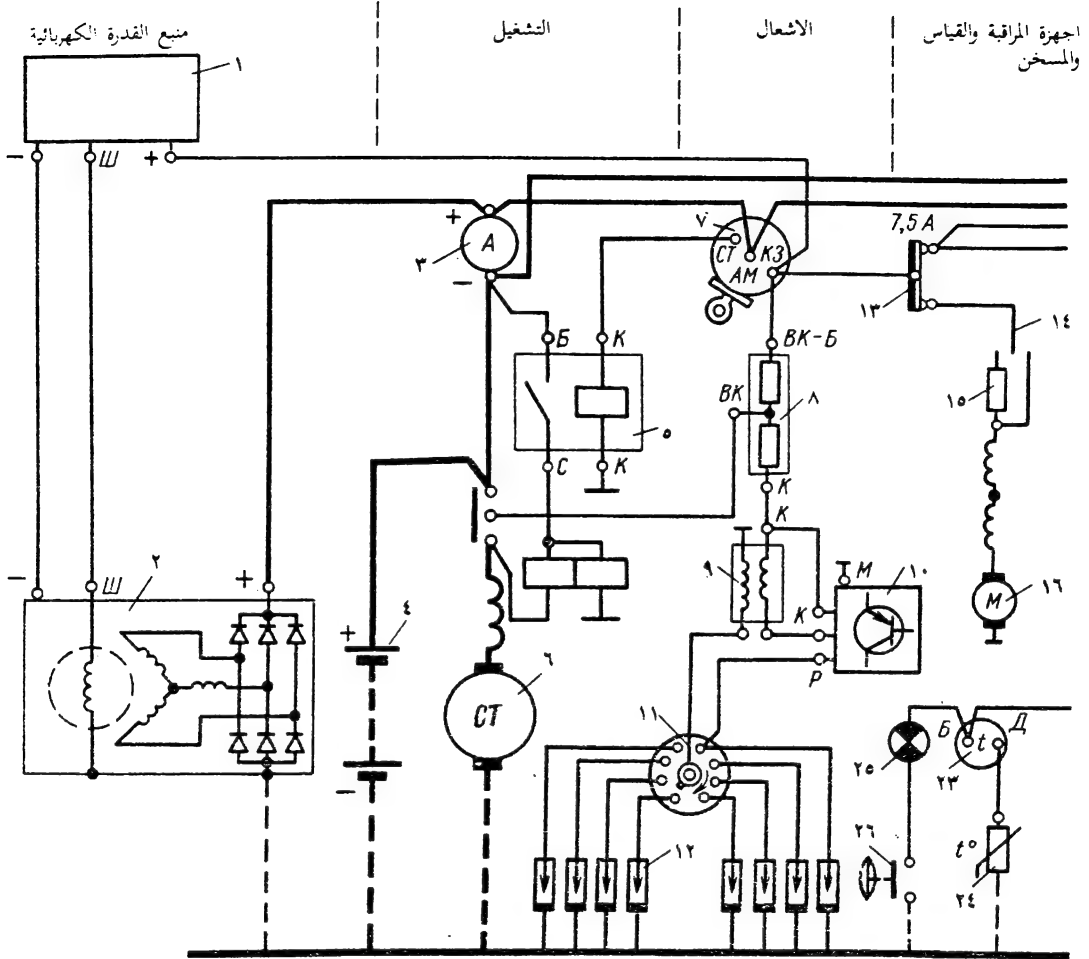 منبع القدرة الكهربائية
التشغيل
الاشعال
اجهزة المراقبة والقياس
والمسخن
١
− Ш +
+
А
−
٣
٧
СТ КЗ
АМ
7,5 А
١٣
١٤
Б К
ВК-Б
ВК
٨
١٥
٥
С К
К
К
٢
− Ш +
٩
М
١٠
К
М
١٦
Р
+
٤
−
٦
СТ
١١
Б t Д
٢٥
٢٣
١٢
٢٦
t°
٢٤